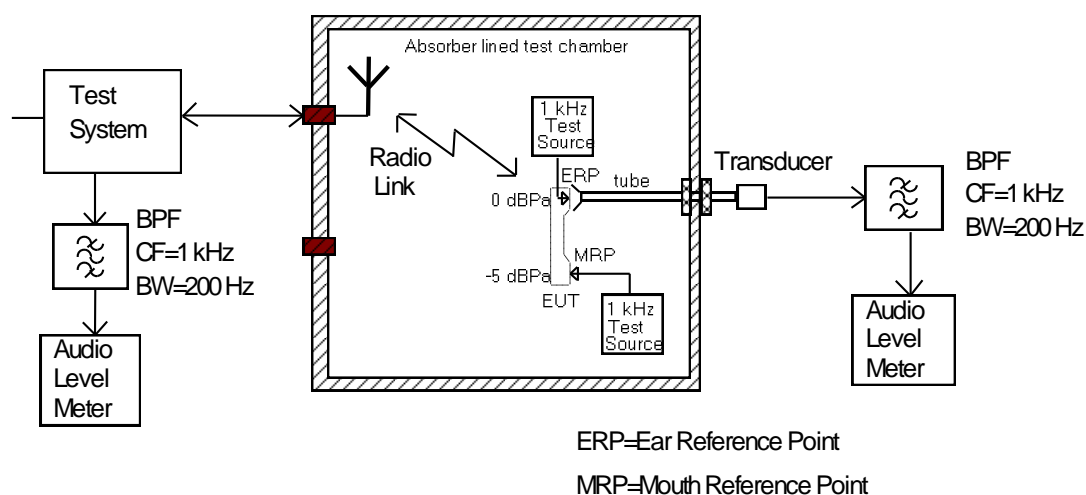 Absorber lined test chamber
Test
System
Radio
Link
1 kHz
Test
Source
ERP
tube
0 dBPa
MRP
-5 dBPa
EUT
1 kHz
Test
Source
Transducer
BPF
CF=1 kHz
BW=200 Hz
BPF
CF=1 kHz
BW=200 Hz
Audio
Level
Meter
Audio
Level
Meter
ERP=Ear Reference Point
MRP=Mouth Reference Point